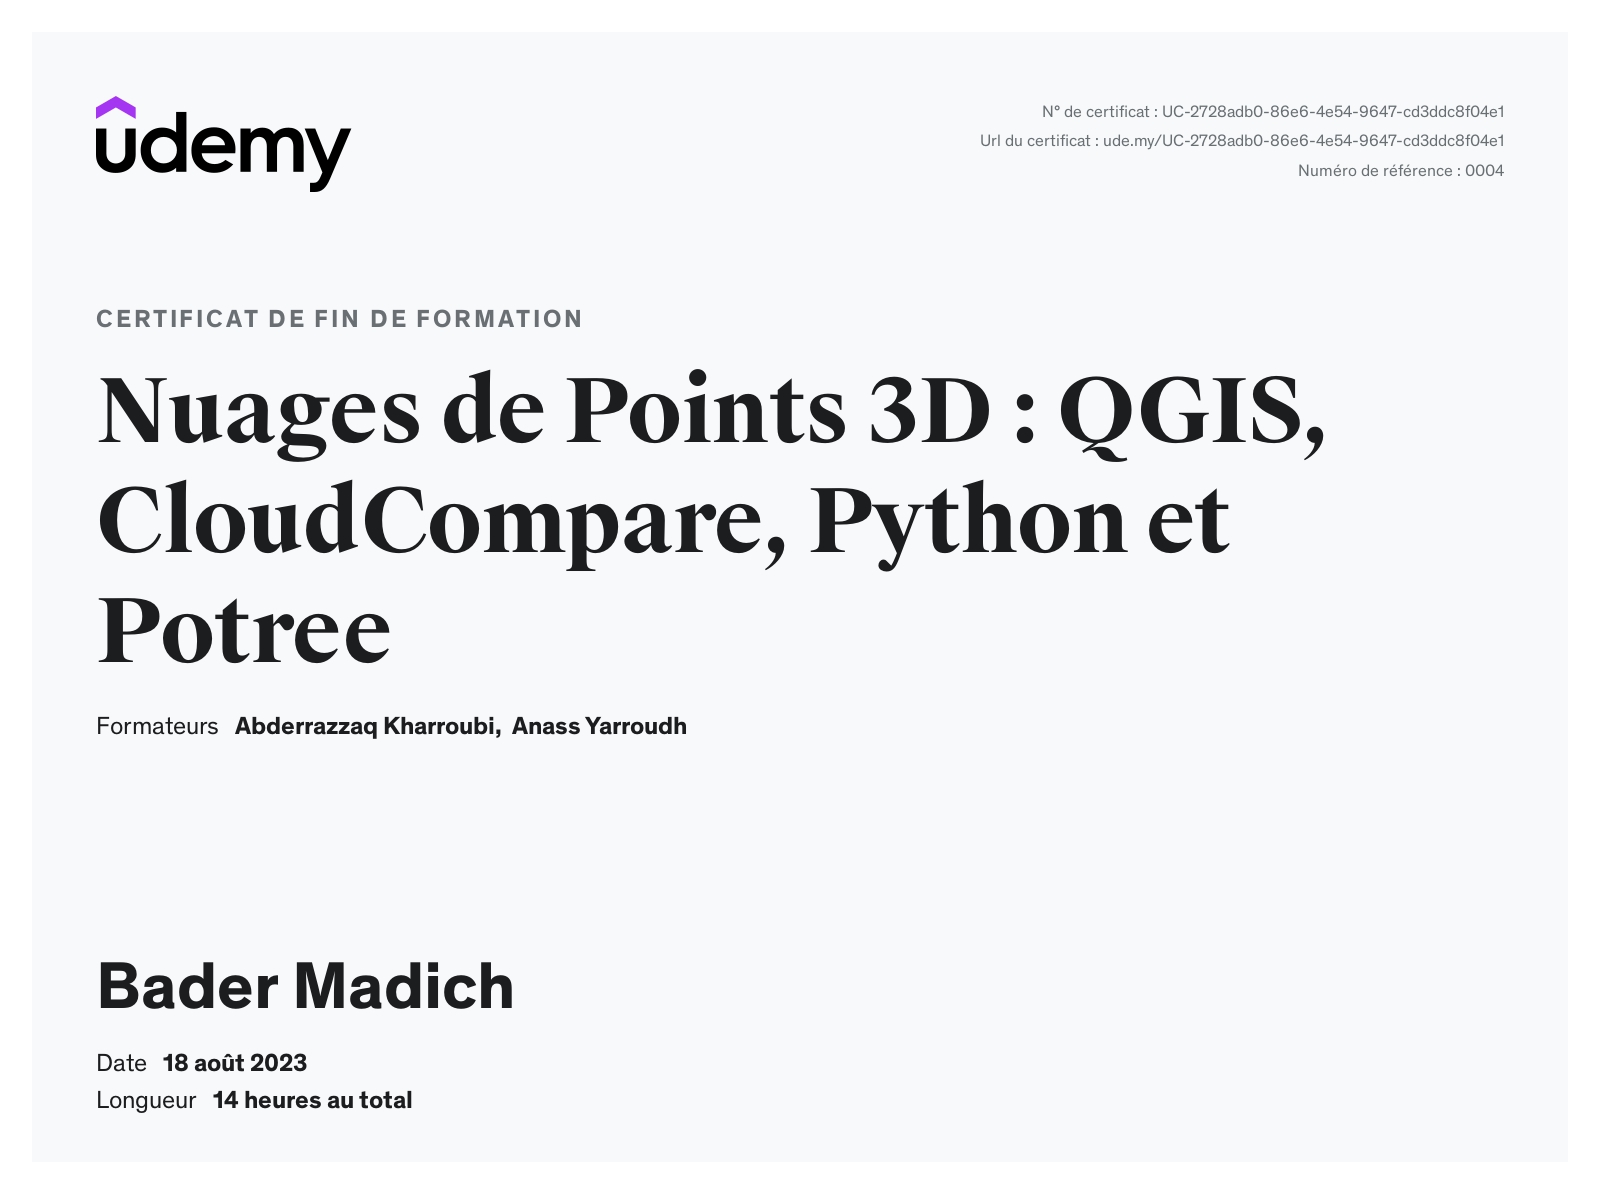 udemy
N° de certificat : UC-2728adb0-86e6-4e54-9647-cd3ddc8f04e1
Url du certificat : ude.my/UC-2728adb0-86e6-4e54-9647-cd3ddc8f04e1
Numéro de référence : 0004
CERTIFICAT DE FIN DE FORMATION
Nuages de Points 3D : QGIS,
CloudCompare, Python et
Potree
Formateurs Abderrazzaq Kharroubi, Anass Yarroudh
Bader Madich
Date 18 août 2023
Longueur 14 heures au total